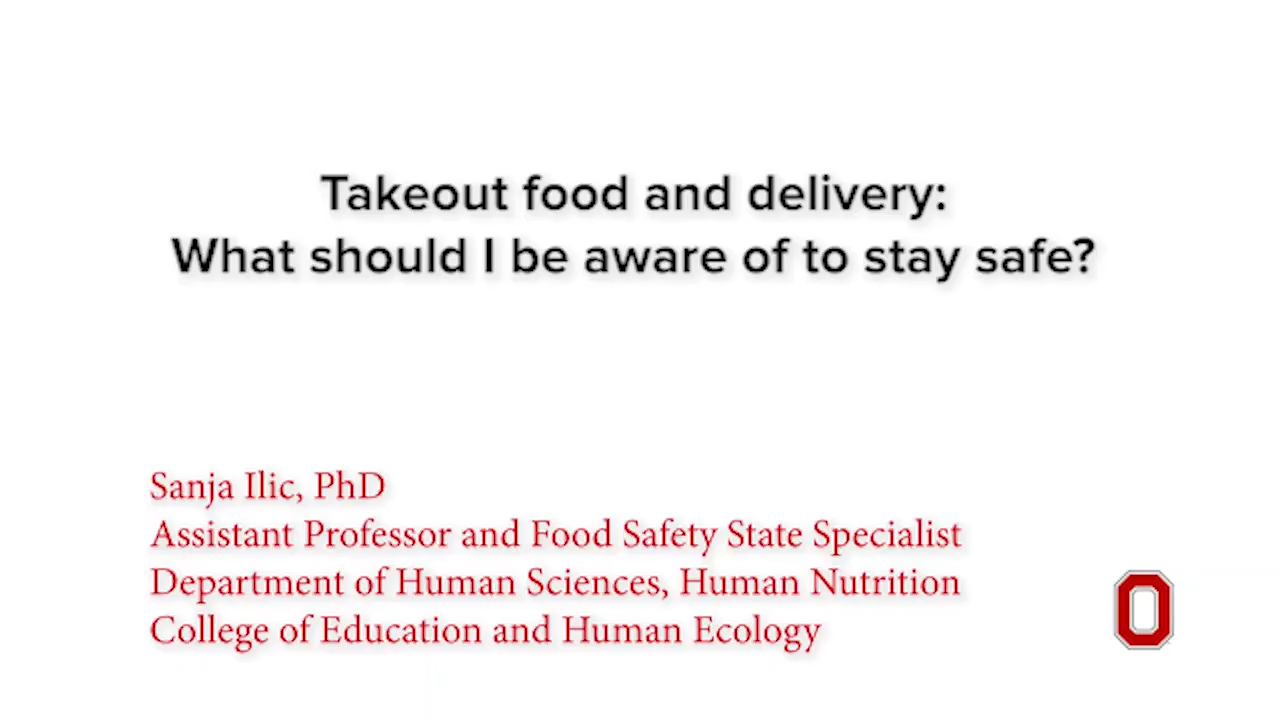 Takeout food and delivery:
What should I be aware of to stay safe?
Sanja Ilic, PhD
Assistant Professor and Food Safety State Specialist
Department of Human Sciences, Human Nutrition
College of Education and Human Ecology
O